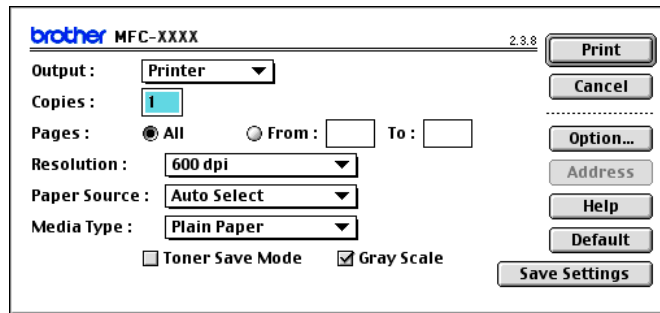 brother MFC-XXXX 2.3.8 Print
Output : Printer Cancel
Copies : 1
Pages : All From : To : Option...
Resolution : 600 dpi Address
Paper Source : Auto Select Help
Media Type : Plain Paper Default
Toner Save Mode Gray Scale Save Settings